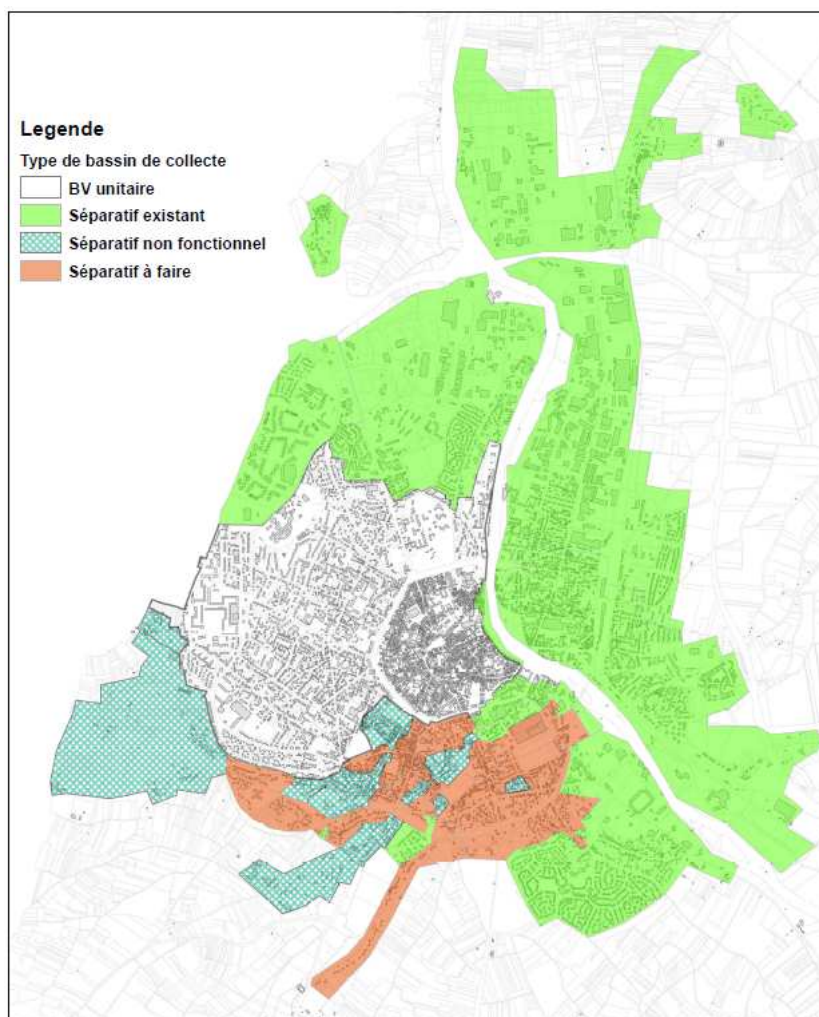 Legende
Type de bassin de collecte
BV unitaire
Séparatif existant
Séparatif non fonctionnel
Séparatif à faire